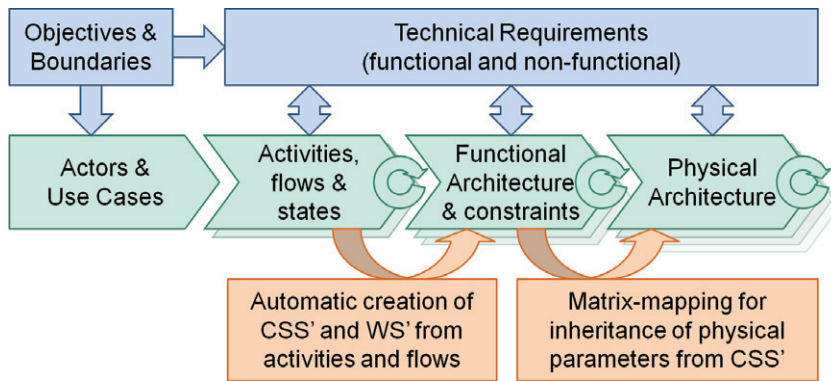 Objectives &
Boundaries
Technical Requirements
(functional and non-functional)
Actors &
Use Cases
Activities,
flows &
states
Functional
Architecture
& constraints
Physical
Architecture
Automatic creation of
CSS’ and WS’ from
activities and flows
Matrix-mapping for
inheritance of physical
parameters from CSS’